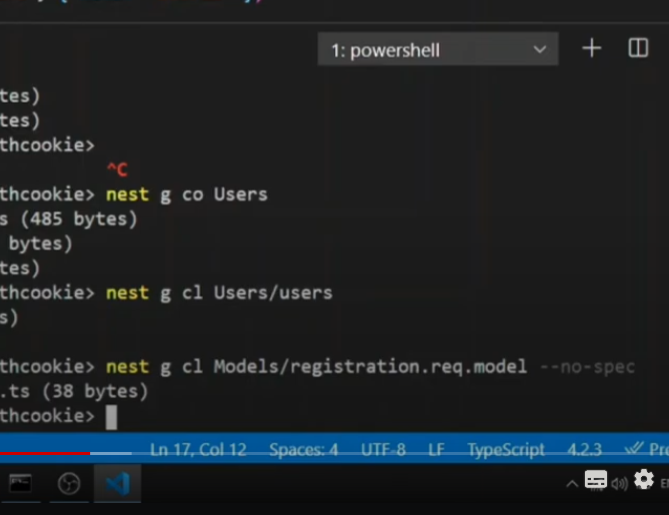 1: powershell
tes)
tes)
thcookie>
^C
thcookie> nest g co Users
s (485 bytes)
bytes)
tes)
thcookie> nest g cl Users/users
s)
thcookie> nest g cl Models/registration.req.model --no-spec
.ts (38 bytes)
thcookie>
Ln 17, Col 12 Spaces: 4 UTF-8 LF TypeScript 4.2.3 Pre
EN